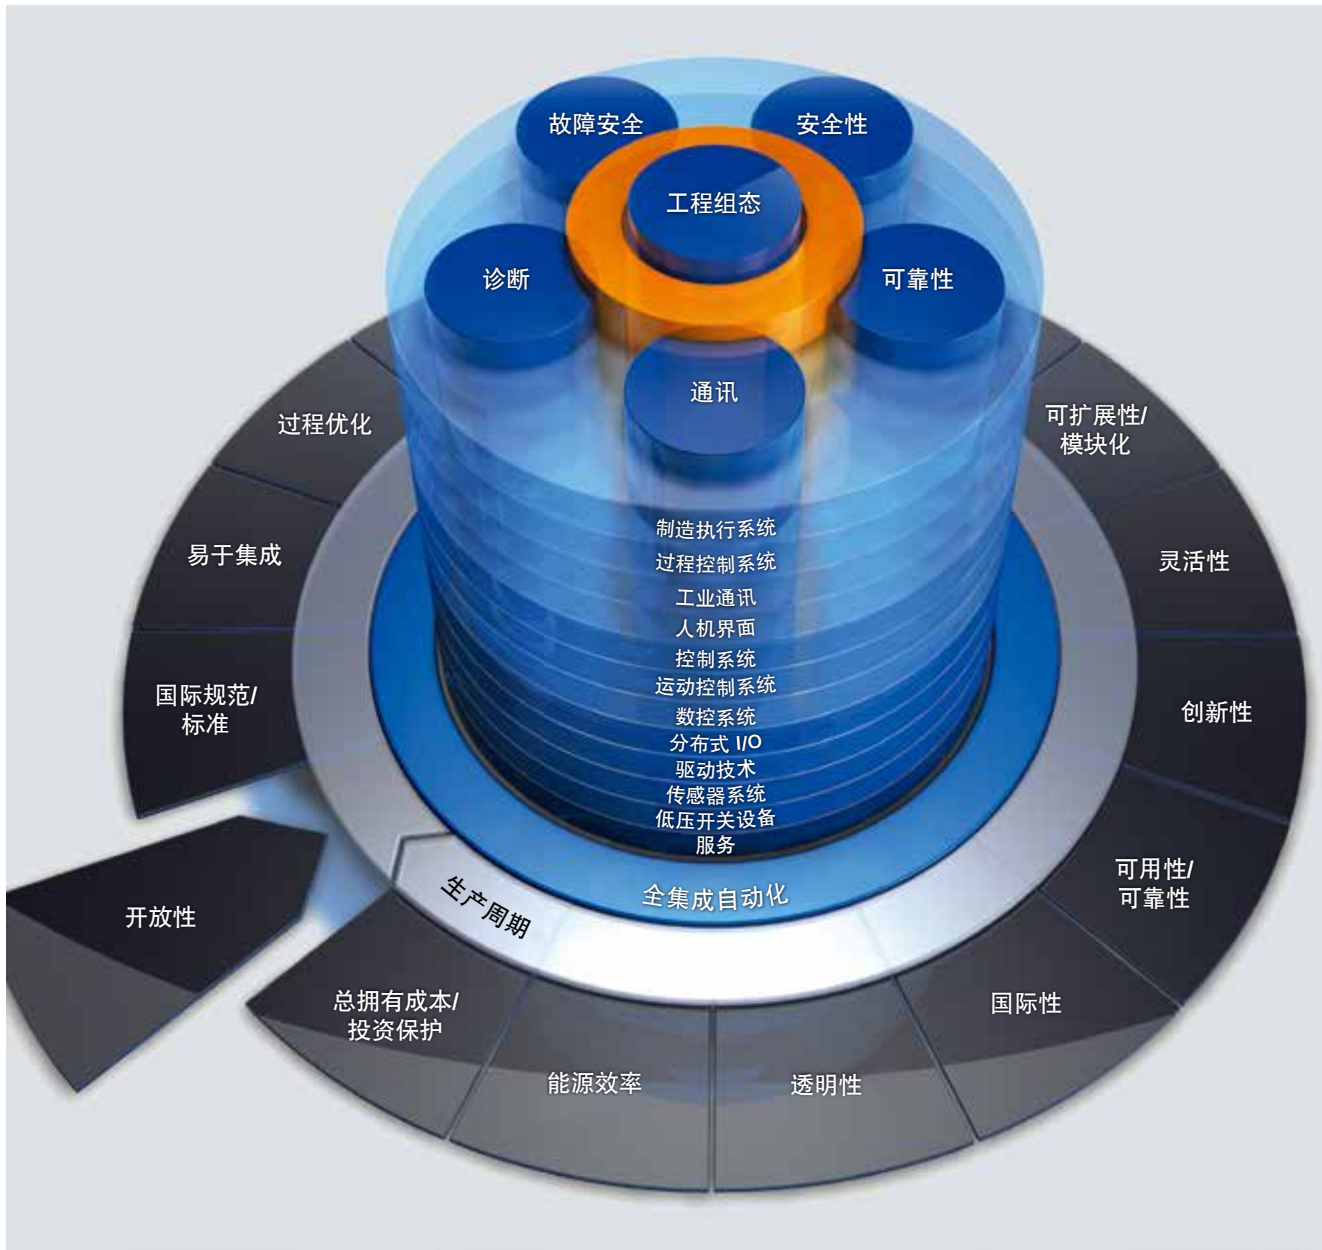 故障安全
安全性
工程组态
诊断
可靠性
通讯
过程优化
可扩展性/
模块化
制造执行系统
过程控制系统
易于集成
灵活性
工业通讯
人机界面
控制系统
运动控制系统
国际规范/
标准
创新性
数控系统
分布式 I/O
驱动技术
传感器系统
低压开关设备
服务
可用性/
可靠性
全集成自动化
生产周期
开放性
总拥有成本/
投资保护
国际性
能源效率
透明性